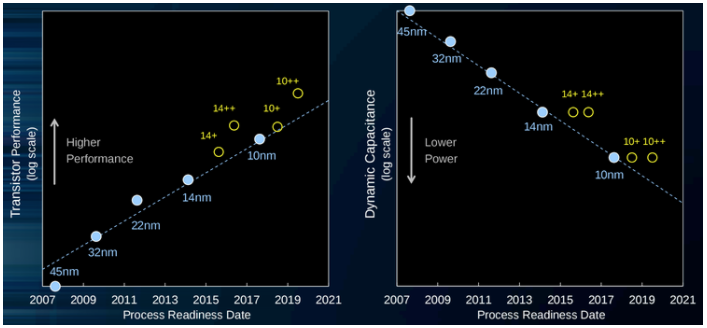 Transistor Performance
(log scale)
Higher
Performance
45nm
32nm
22nm
14nm
14+
14++
10nm
10+
10++
2007 2009 2011 2013 2015 2017 2019 2021
Process Readiness Date
Dynamic Capacitance
(log scale)
Lower
Power
45nm
32nm
22nm
14nm
14+ 14++
10nm
10+ 10++
2007 2009 2011 2013 2015 2017 2019 2021
Process Readiness Date